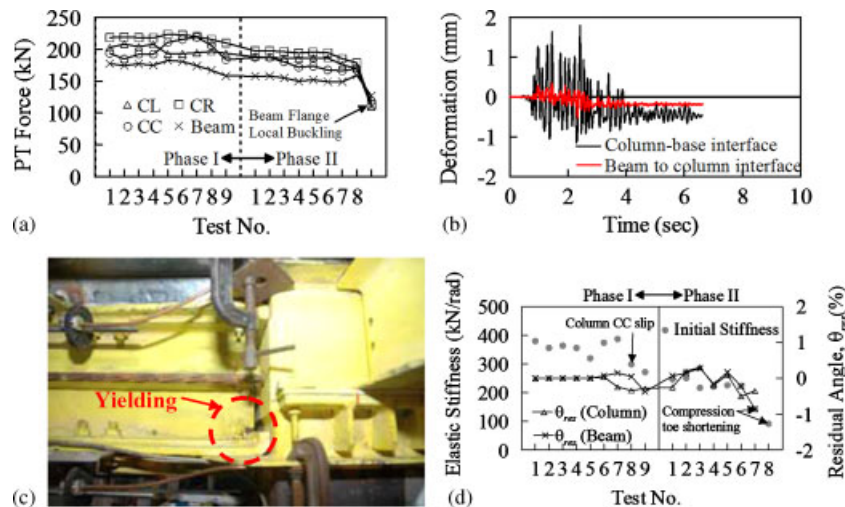 250
200
150
100
50
0
PT Force (kN)
CL CR
CC Beam
Beam Flange
Local Buckling
Phase I Phase II
1 2 3 4 5 6 7 8 9 1 2 3 4 5 6 7 8
Test No.
(a)
2
1
0
-1
-2
Deformation (mm)
Column-base interface
Beam to column interface
0 2 4 6 8 10
Time (sec)
(b)
Yielding
(c)
Phase I Phase II
500
400
300
200
100
0
Elastic Stiffness (kN/rad)
Column CC slip
Initial Stiffness
θres (Column)
θres (Beam)
Compression
toe shortening
2
1
0
-1
-2
Residual Angle, θres(%)
1 2 3 4 5 6 7 8 9 1 2 3 4 5 6 7 8
Test No.
(d)